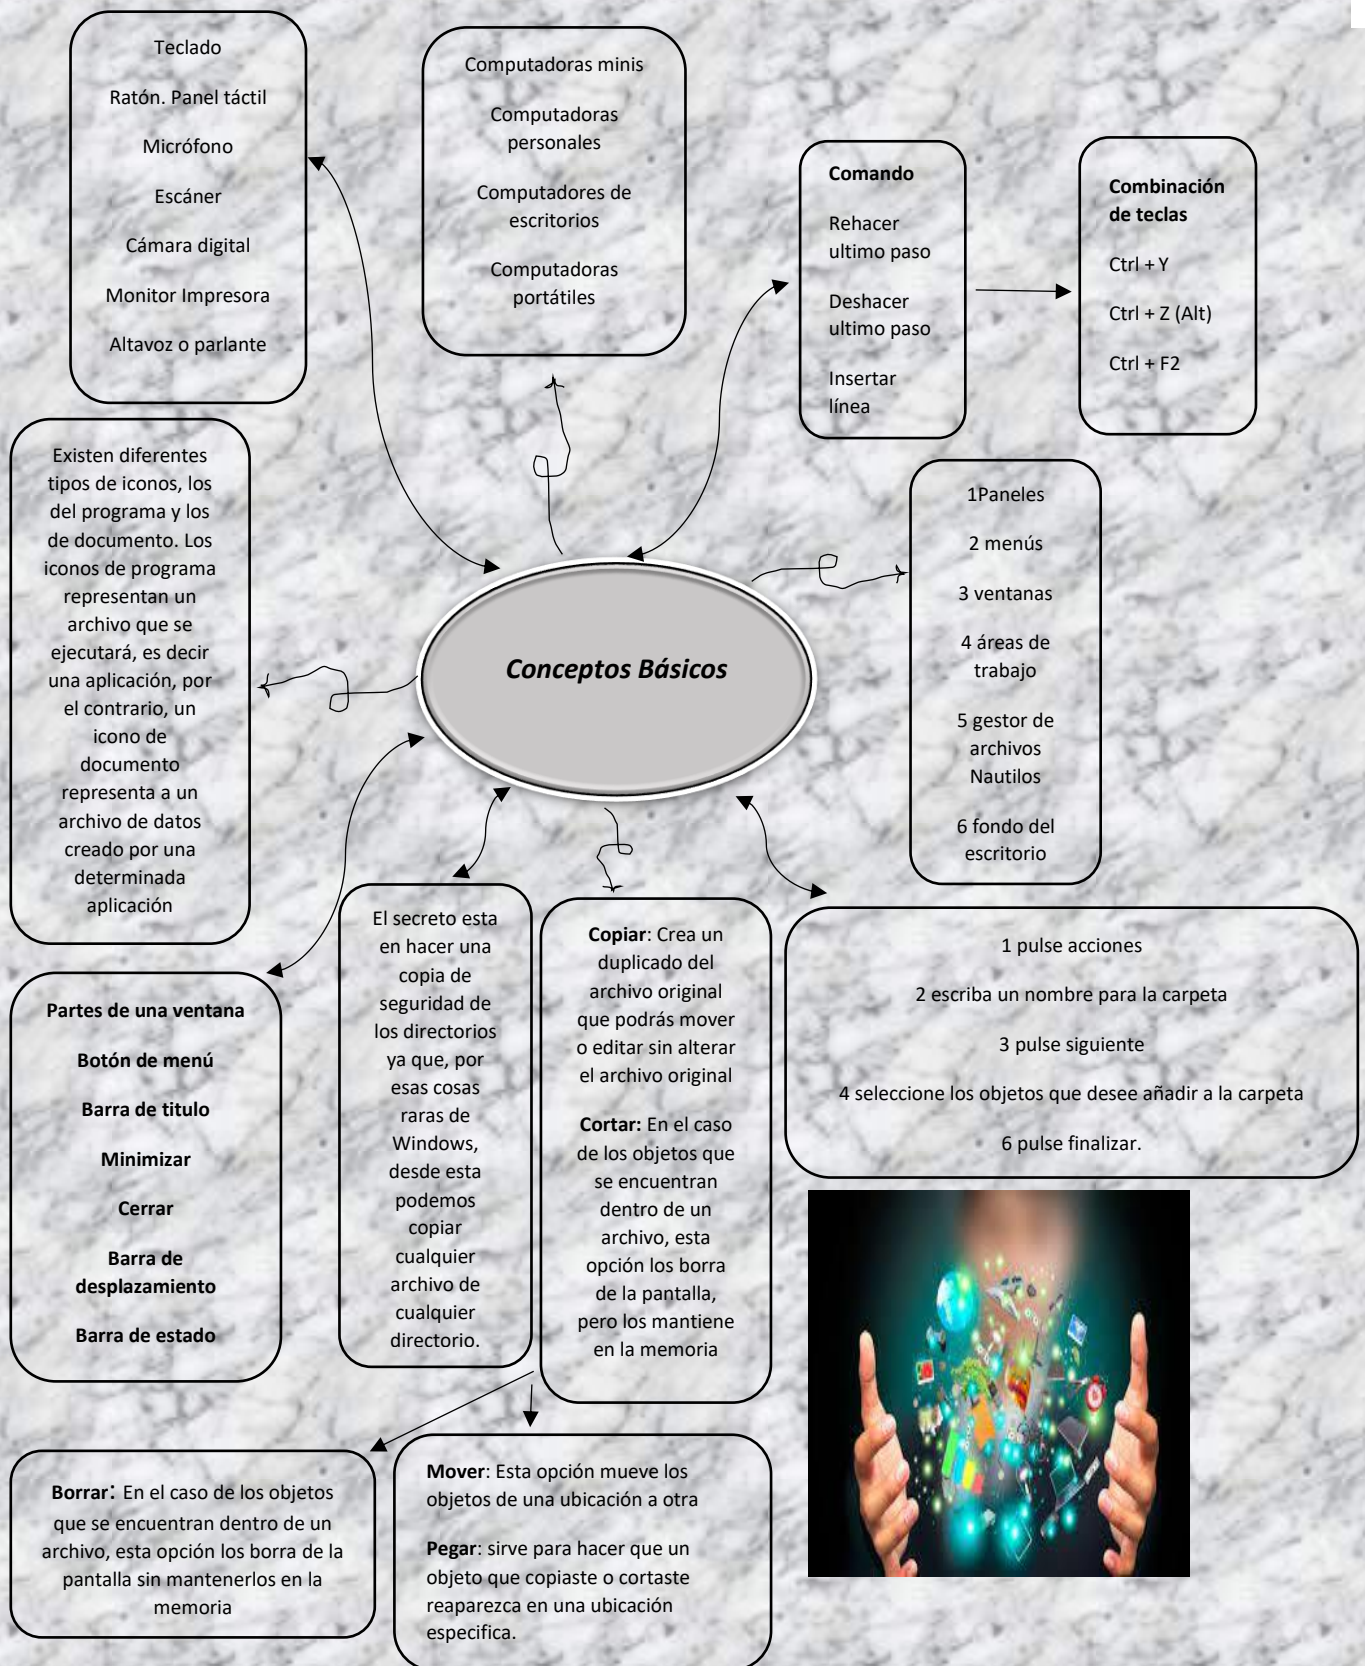 Teclado
Ratón. Panel táctil
Micrófono
Escáner
Cámara digital
Monitor Impresora
Altavoz o parlante
Computadoras minis
Computadoras
personales
Computadores de
escritorios
Computadoras
portátiles
Comando
Rehacer
ultimo paso
Deshacer
ultimo paso
Insertar
línea
Combinación
de teclas
Ctrl + Y
Ctrl + Z (Alt)
Ctrl + F2
Existen diferentes
tipos de iconos, los
del programa y los
de documento. Los
iconos de programa
representan un
archivo que se
ejecutará, es decir
una aplicación, por
el contrario, un
icono de
documento
representa a un
archivo de datos
creado por una
determinada
aplicación
1Paneles
2 menús
3 ventanas
4 áreas de
trabajo
5 gestor de
archivos
Nautilos
6 fondo del
escritorio
Conceptos Básicos
Partes de una ventana
Botón de menú
Barra de titulo
Minimizar
Cerrar
Barra de
desplazamiento
Barra de estado
El secreto esta
en hacer una
copia de
seguridad de
los directorios
ya que, por
esas cosas
raras de
Windows,
desde esta
podemos
copiar
cualquier
archivo de
cualquier
directorio.
Copiar: Crea un
duplicado del
archivo original
que podrás mover
o editar sin alterar
el archivo original
Cortar: En el caso
de los objetos que
se encuentran
dentro de un
archivo, esta
opción los borra
de la pantalla,
pero los mantiene
en la memoria
1 pulse acciones
2 escriba un nombre para la carpeta
3 pulse siguiente
4 seleccione los objetos que desee añadir a la carpeta
6 pulse finalizar.
Borrar: En el caso de los objetos
que se encuentran dentro de un
archivo, esta opción los borra de la
pantalla sin mantenerlos en la
memoria
Mover: Esta opción mueve los
objetos de una ubicación a otra
Pegar: sirve para hacer que un
objeto que copiaste o cortaste
reaparezca en una ubicación
especifica.